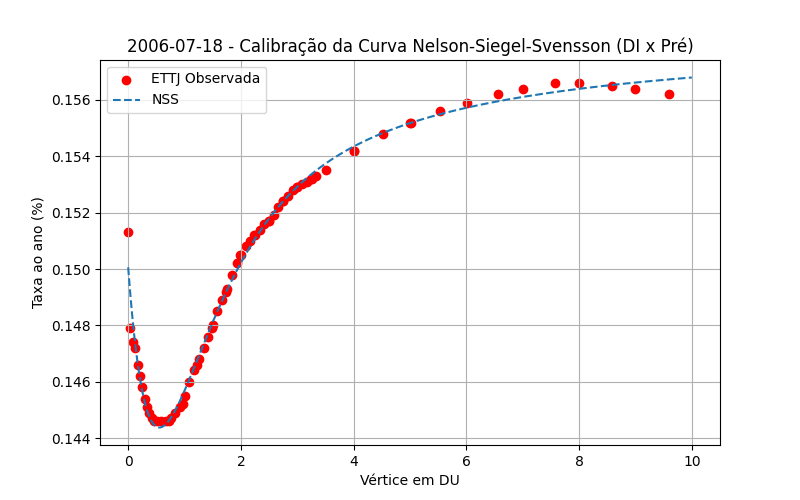 2006-07-18 - Calibração da Curva Nelson-Siegel-Svensson (DI x Pré)
ETTJ Observada
NSS
Taxa ao ano (%)
0.156
0.154
0.152
0.150
0.148
0.146
0.144
0 2 4 6 8 10
Vértice em DU